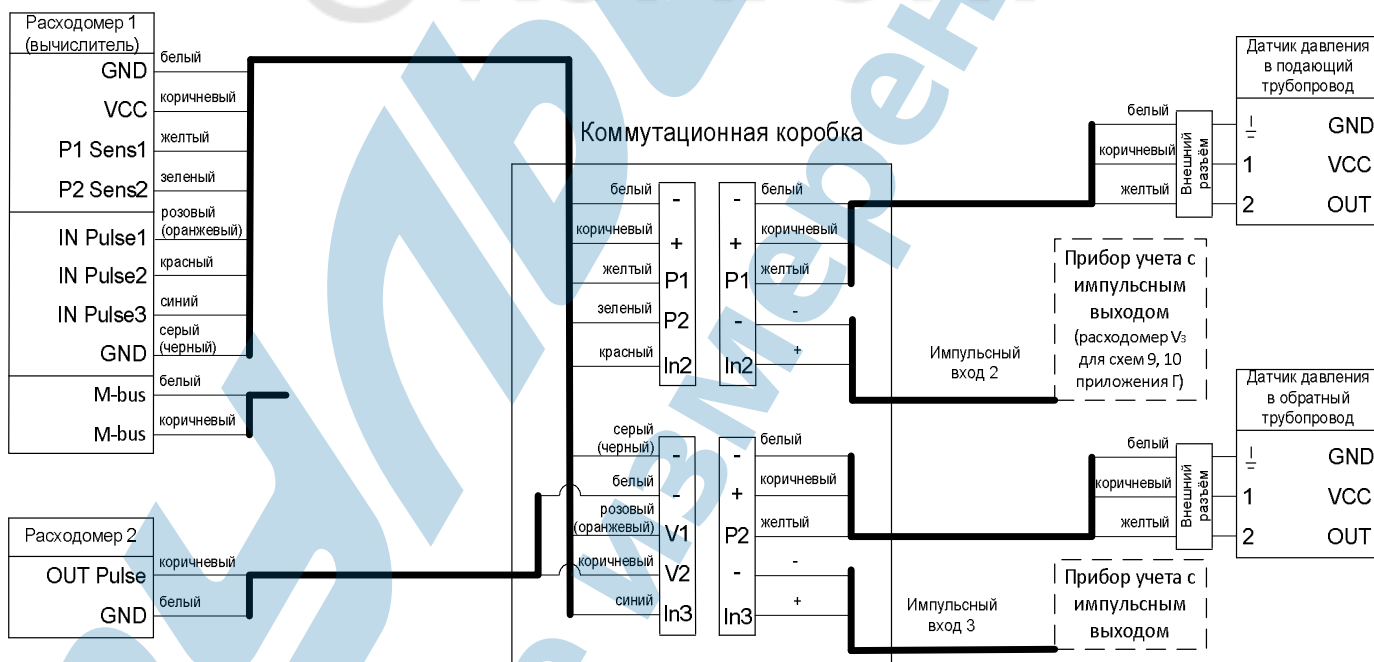 Расходомер 1
(вычислитель)
GND
белый
VCC
коричневый
P1 Sens1
желтый
P2 Sens2
зеленый
IN Pulse1
розовый
(оранжевый)
IN Pulse2
красный
IN Pulse3
синий
GND
серый
(черный)
M-bus
белый
M-bus
коричневый
Расходомер 2
OUT Pulse
коричневый
GND
белый
Коммутационная коробка
белый
-
коричневый
+
желтый
P1
зеленый
P2
красный
In2
-
белый
+
коричневый
P1
желтый
-
-
In2
+
серый
(черный)
-
белый
-
розовый
(оранжевый)
V1
коричневый
V2
синий
In3
-
белый
+
коричневый
P2
желтый
-
-
In3
+
Импульсный
вход 2
Импульсный
вход 3
Датчик давления
в подающий
трубопровод
белый
коричневый
желтый
Внешний
разъём
GND
1
VCC
2
OUT
Прибор учета с
импульсным
выходом
(расходомер V3
для схем 9, 10
приложения Г)
Датчик давления
в обратный
трубопровод
белый
коричневый
желтый
Внешний
разъём
GND
1
VCC
2
OUT
Прибор учета с
импульсным
выходом